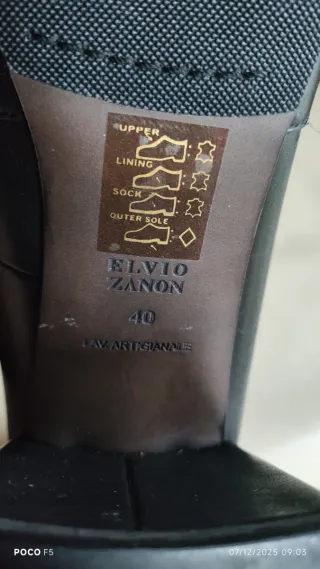 UPPER
LINING
SOCK
OUTER SOLE
ELVIO
ZANON
40
LAV. ARTIGIANALE
POCO F5
07/12/2025 09:03